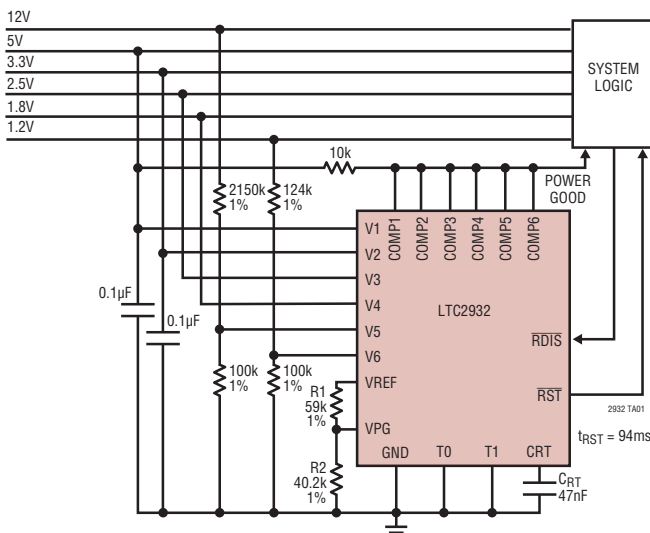 12V
5V
3.3V
2.5V
1.8V
1.2V
SYSTEM
LOGIC
10k
POWER
GOOD
2150k
1%
124k
1%
COMP1
COMP2
COMP3
COMP4
COMP5
COMP6
V1
V2
V3
V4
V5
V6
VREF
VPG
LTC2932
RDIS
RST
0.1µF
0.1µF
100k
1%
100k
1%
R1
59k
1%
R2
40.2k
1%
GND
T0
T1
CRT
2932 TA01
tRST = 94ms
CRT
47nF